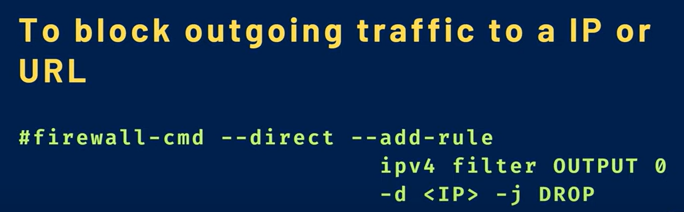 To block outgoing traffic to a IP or
URL
#firewall-cmd --direct --add-rule
ipv4 filter OUTPUT 0
-d <IP> -j DROP